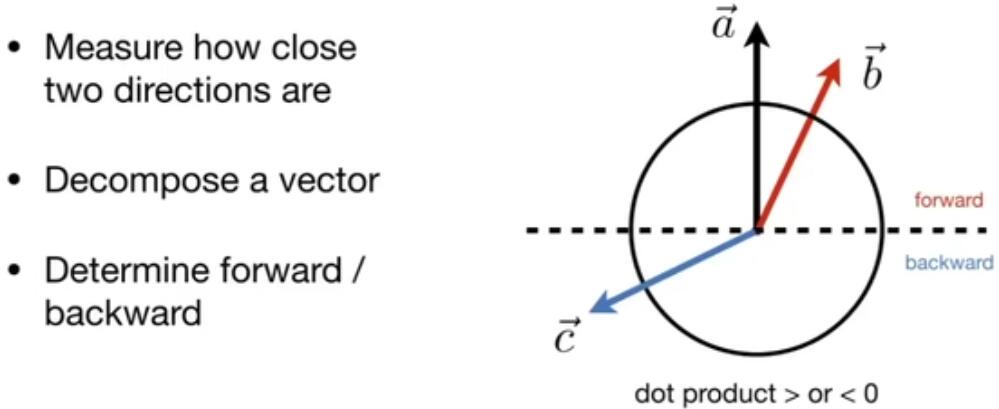 • Measure how close
two directions are
• Decompose a vector
• Determine forward /
backward
$\vec{a}$
$\vec{b}$
forward
backward
$\vec{c}$
dot product > or < 0